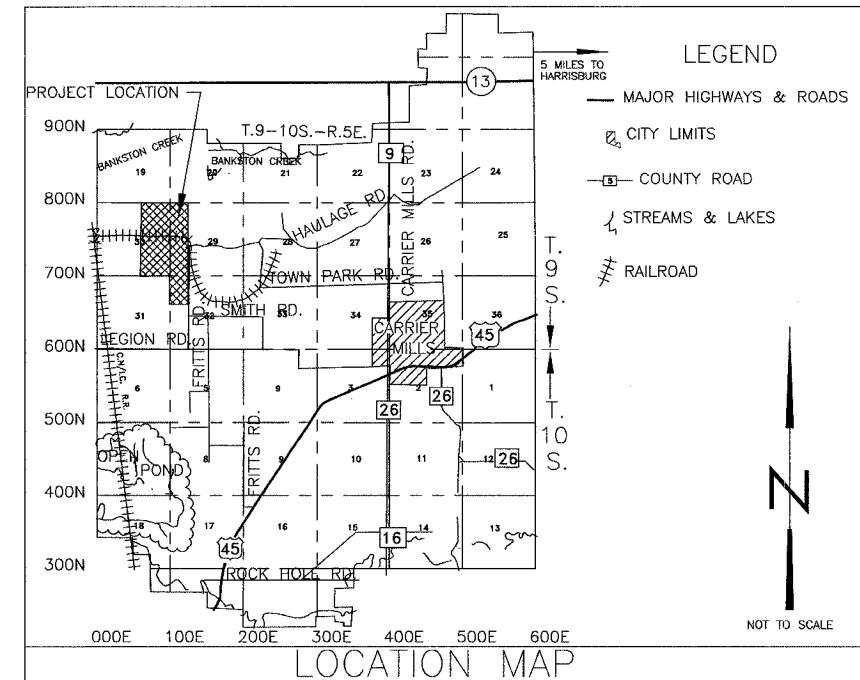 5 MILES TO
HARRISBURG
LEGEND
13
PROJECT LOCATION
MAJOR HIGHWAYS & ROADS
900N
T.9-10S.-R.5E.
CITY LIMITS
BANKSTON CREEK
BANKSTON CREEK
9
19
20
21
22
23
24
CARRIER MILLS RD.
5
COUNTY ROAD
800N
HAULAGE RD.
STREAMS & LAKES
29
28
27
26
25
T.
9
S.
RAILROAD
700N
TOWN PARK RD.
31
32
33
34
35
36
SMITH RD.
LEGION RD.
FRITTS RD.
CARRIER
MILLS
45
600N
6
5
9
3
2
1
T.
10
S.
26
26
500N
OPEN
POND
8
9
10
11
12
26
FRITTS RD.
400N
18
17
16
15
14
13
45
16
N
300N
ROCK HOLE RD.
NOT TO SCALE
000E
100E
200E
300E
400E
500E
600E
LOCATION MAP